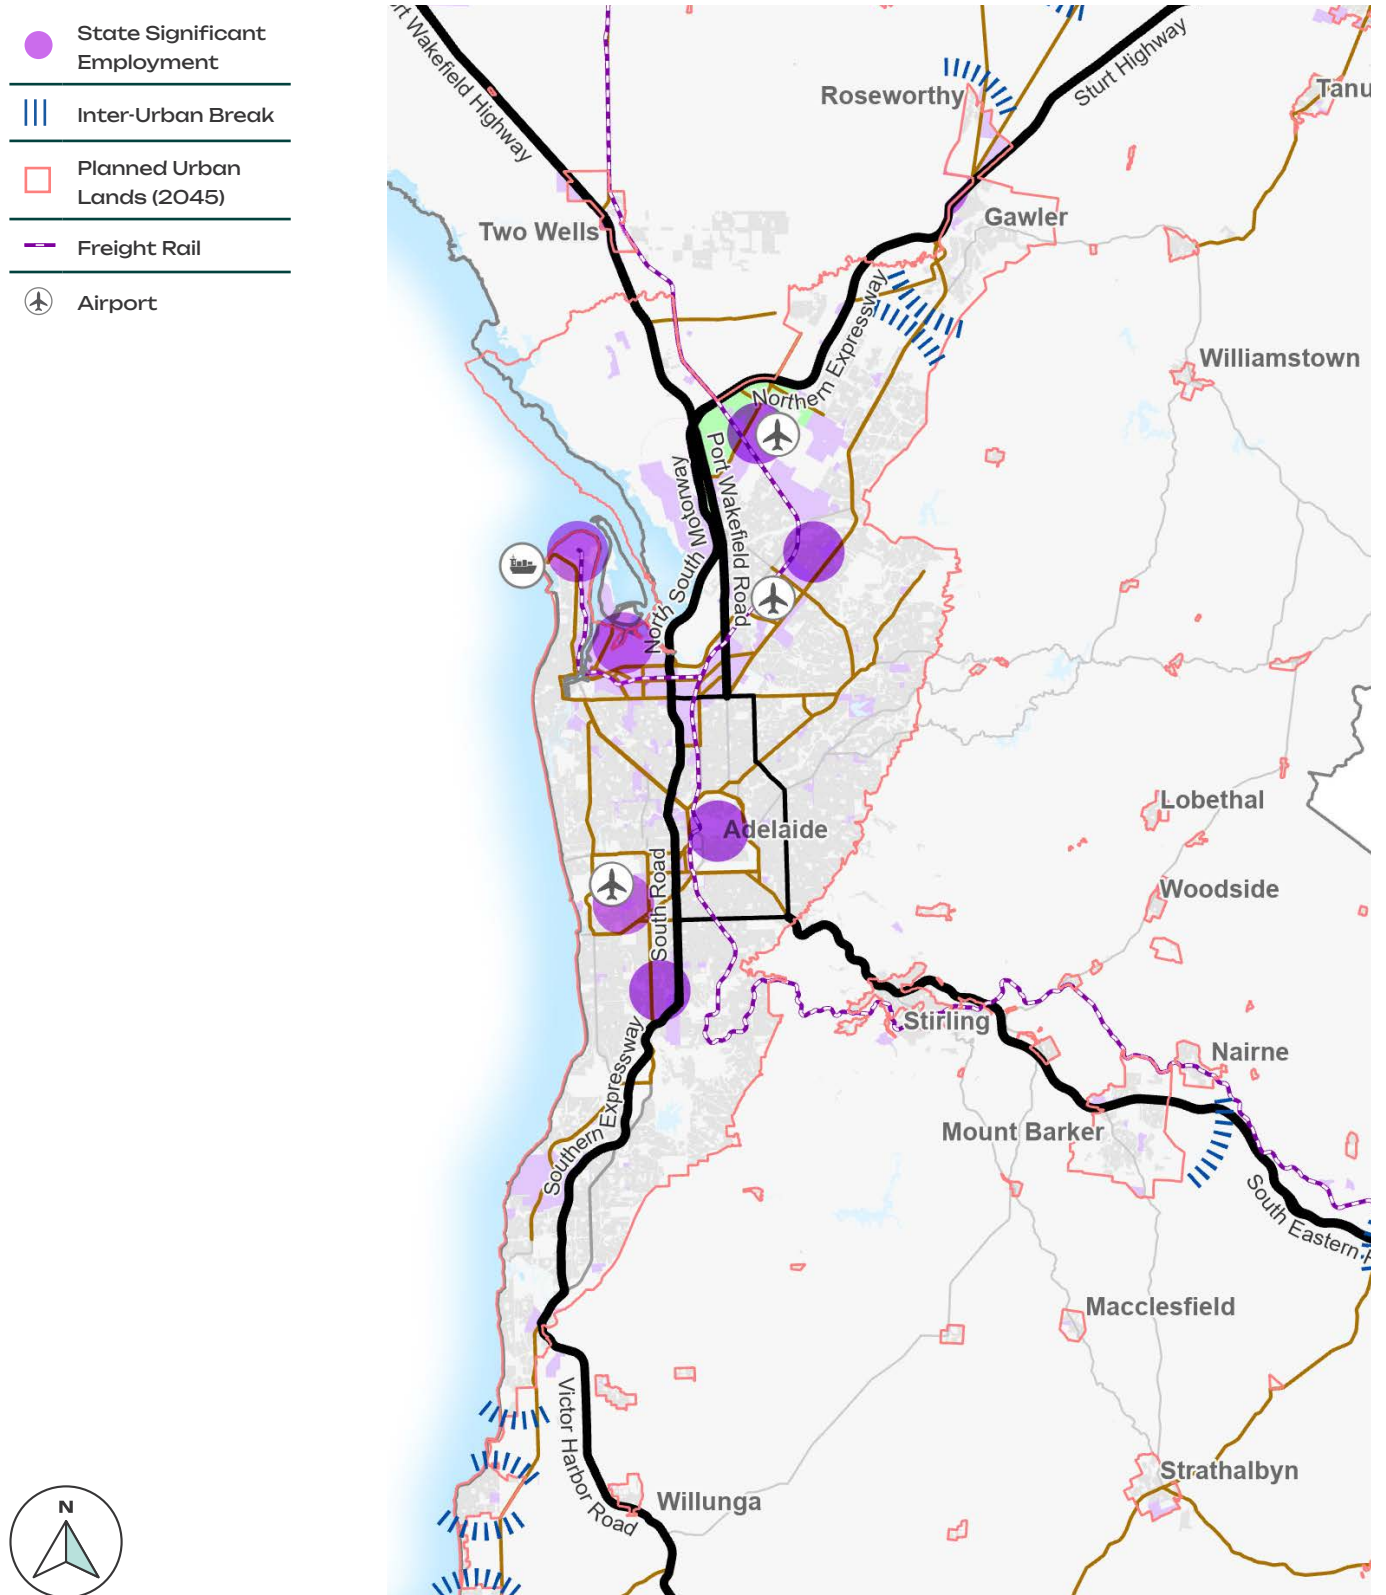 State Significant
Employment
Inter-Urban Break
Planned Urban
Lands (2045)
Freight Rail
Airport
Wakefield Highway
Sturt Highway
Roseworthy
Two Wells
Gawler
Northern Expressway
Williamstown
Northern
Port Wakefield Road
North South Motorway
Adelaide
Lobethal
Woodside
South Road
Stirling
Nairne
Mount Barker
Southern Expressway
South Eastern
Macclesfield
Victor Harbor Road
Strathalbyn
Willunga
N